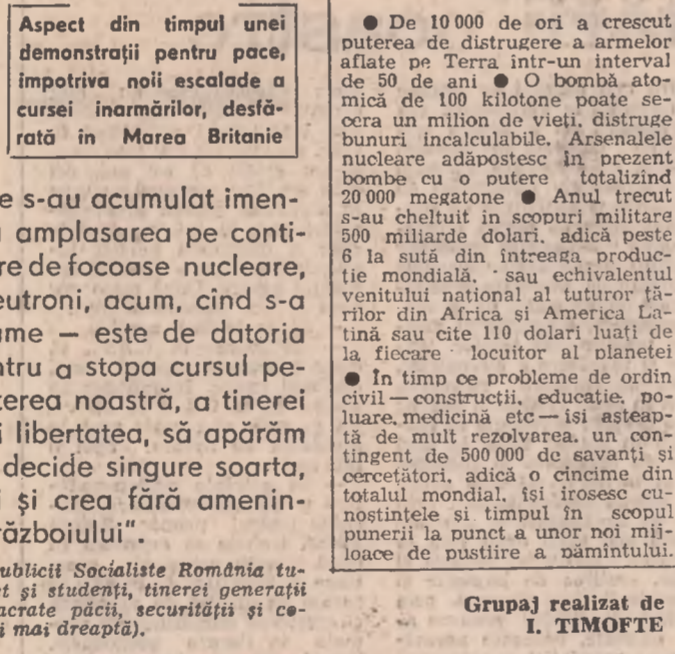 Aspect din timpul unei
demonstrații pentru pace,
împotriva noii escalade a
cursei înarmărilor, desfă-
rată în Marea Britanie
e s-au acumulat imen-
amplasarea pe conti-
re de focoase nucleare,
eutroni, acum, cînd s-a
ume — este de datoria
ntru a stopa cursul pe-
terea noastră, a tinerei
i libertatea, să apărăm
decide singure soarta,
i și crea fără amenin-
războiului".
ublicii Socialiste România tu-
t și studenți, tinerei generații
acrate păcii, securității și co-
i mai dreaptă).
● De 10 000 de ori a crescut
puterea de distrugere a armelor
aflate pe Terra într-un interval
de 50 de ani ● O bombă ato-
mică de 100 kilotone poate se-
cera un milion de vieți, distruge
bunuri incalculabile. Arsenalele
nucleare adăpostesc în prezent
bombe cu o putere totalizînd
20 000 megatone ● Anul trecut
s-au cheltuit in scopuri militare
500 miliarde dolari, adică peste
6 la sută din întreaga produc-
ție mondială, sau echivalentul
venitului național al tuturor ță-
rilor din Africa și America La-
tină sau cite 110 dolari luați de
la fiecare locuitor al planetei
● În timp ce probleme de ordin
civil — construcții, educație, po-
luare, medicină etc — iși așteap-
tă de mult rezolvarea, un con-
tingent de 500 000 de savanți și
cercetători, adică o cincime din
totalul mondial, își irosesc cu-
noștințele și timpul în scopul
punerii la punct a unor noi mij-
loace de pustiire a pămîntului.
Grupaj realizat de
I. TIMOFTE